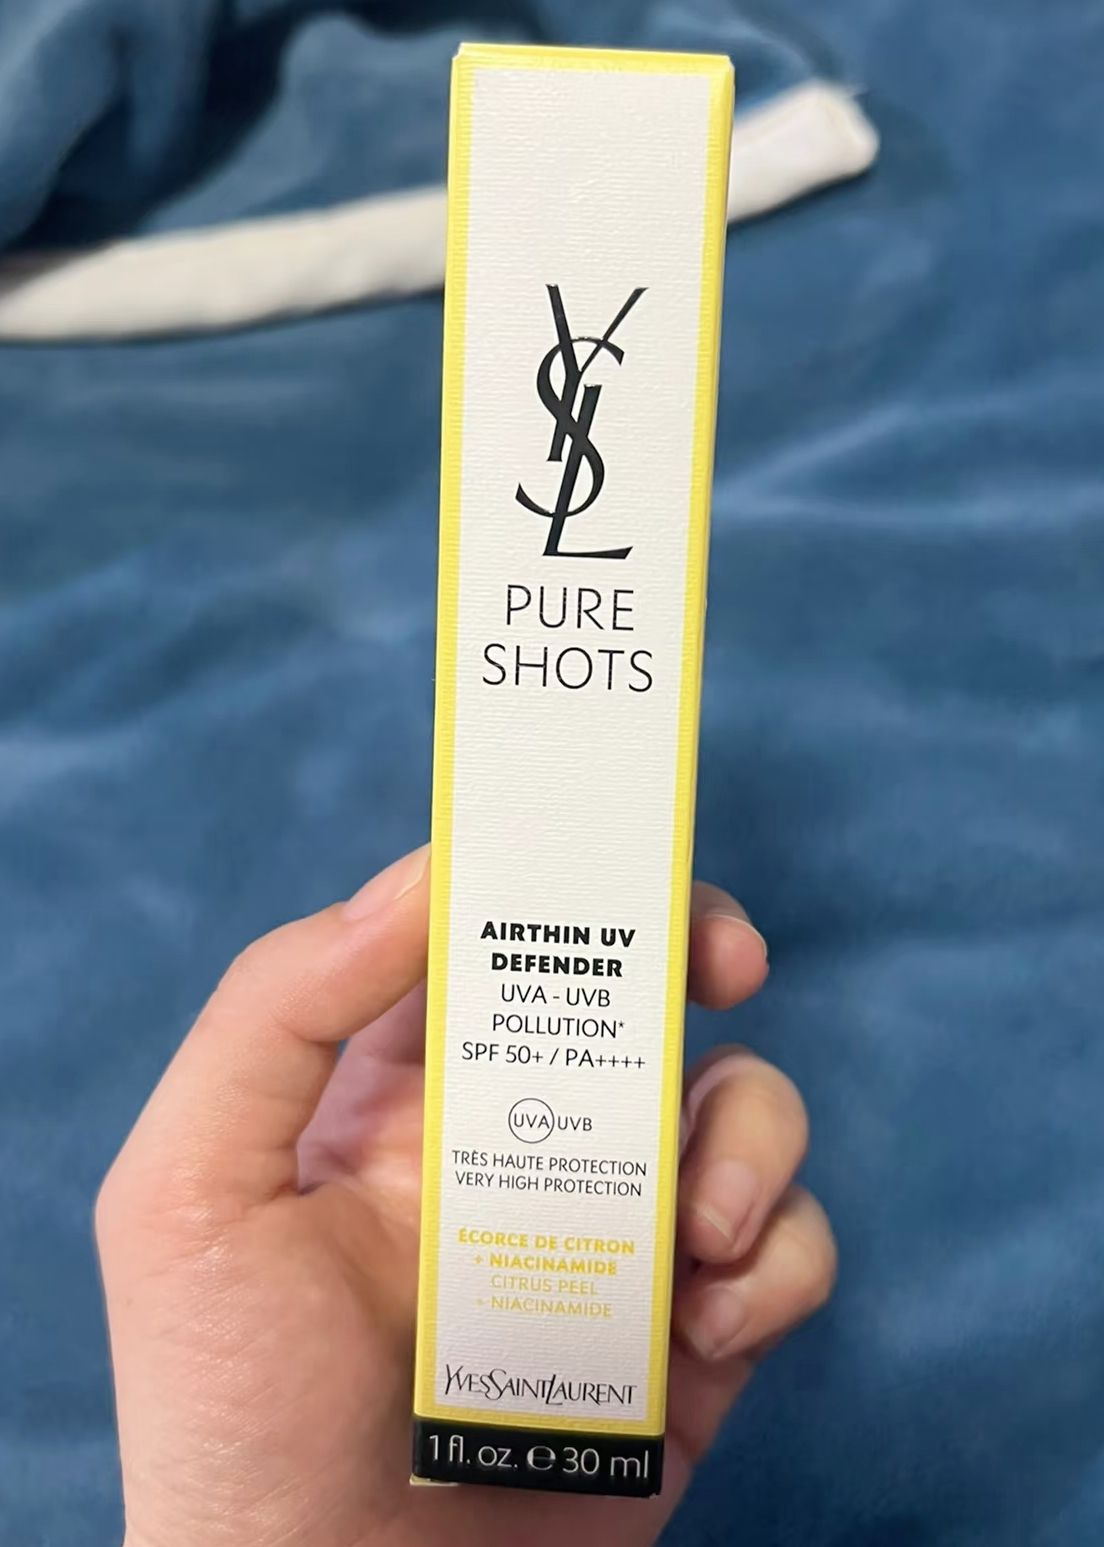 YSL
PURE
SHOTS
AIRTHIN UV
DEFENDER
UVA - UVB
POLLUTION*
SPF 50+ / PA++++
UVA UVB
TRÈS HAUTE PROTECTION
VERY HIGH PROTECTION
ÉCORCE DE CITRON
+ NIACINAMIDE
CITRUS PEEL
+ NIACINAMIDE
YVESSAINTLAURENT
1 fl. oz. ℮ 30 ml